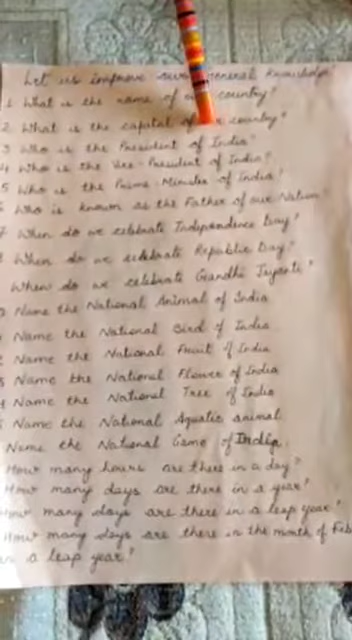 Let us improve our General Knowledge
1 What is the name of our country?
2 What is the capital of country?
3 Who is the President of India?
4 Who is the Vice-President of India?
5 Who is the Prime-Minister of India?
Who is known as the Father of our Nation?
7 When do we celebrate Independence Day?
When do we celebrate Republic Day?
When do we celebrate Gandhi Jayanti?
Name the National Animal of India
Name the National Bird of India
Name the National Fruit of India
Name the National Flower of India
Name the National Tree of India
Name the National Aquatic animal
Name the National Game of India.
How many hours are there in a day?
How many days are there in a year?
How many days are there in a leap year?
How many days are there in the month of Feb
in a leap year?